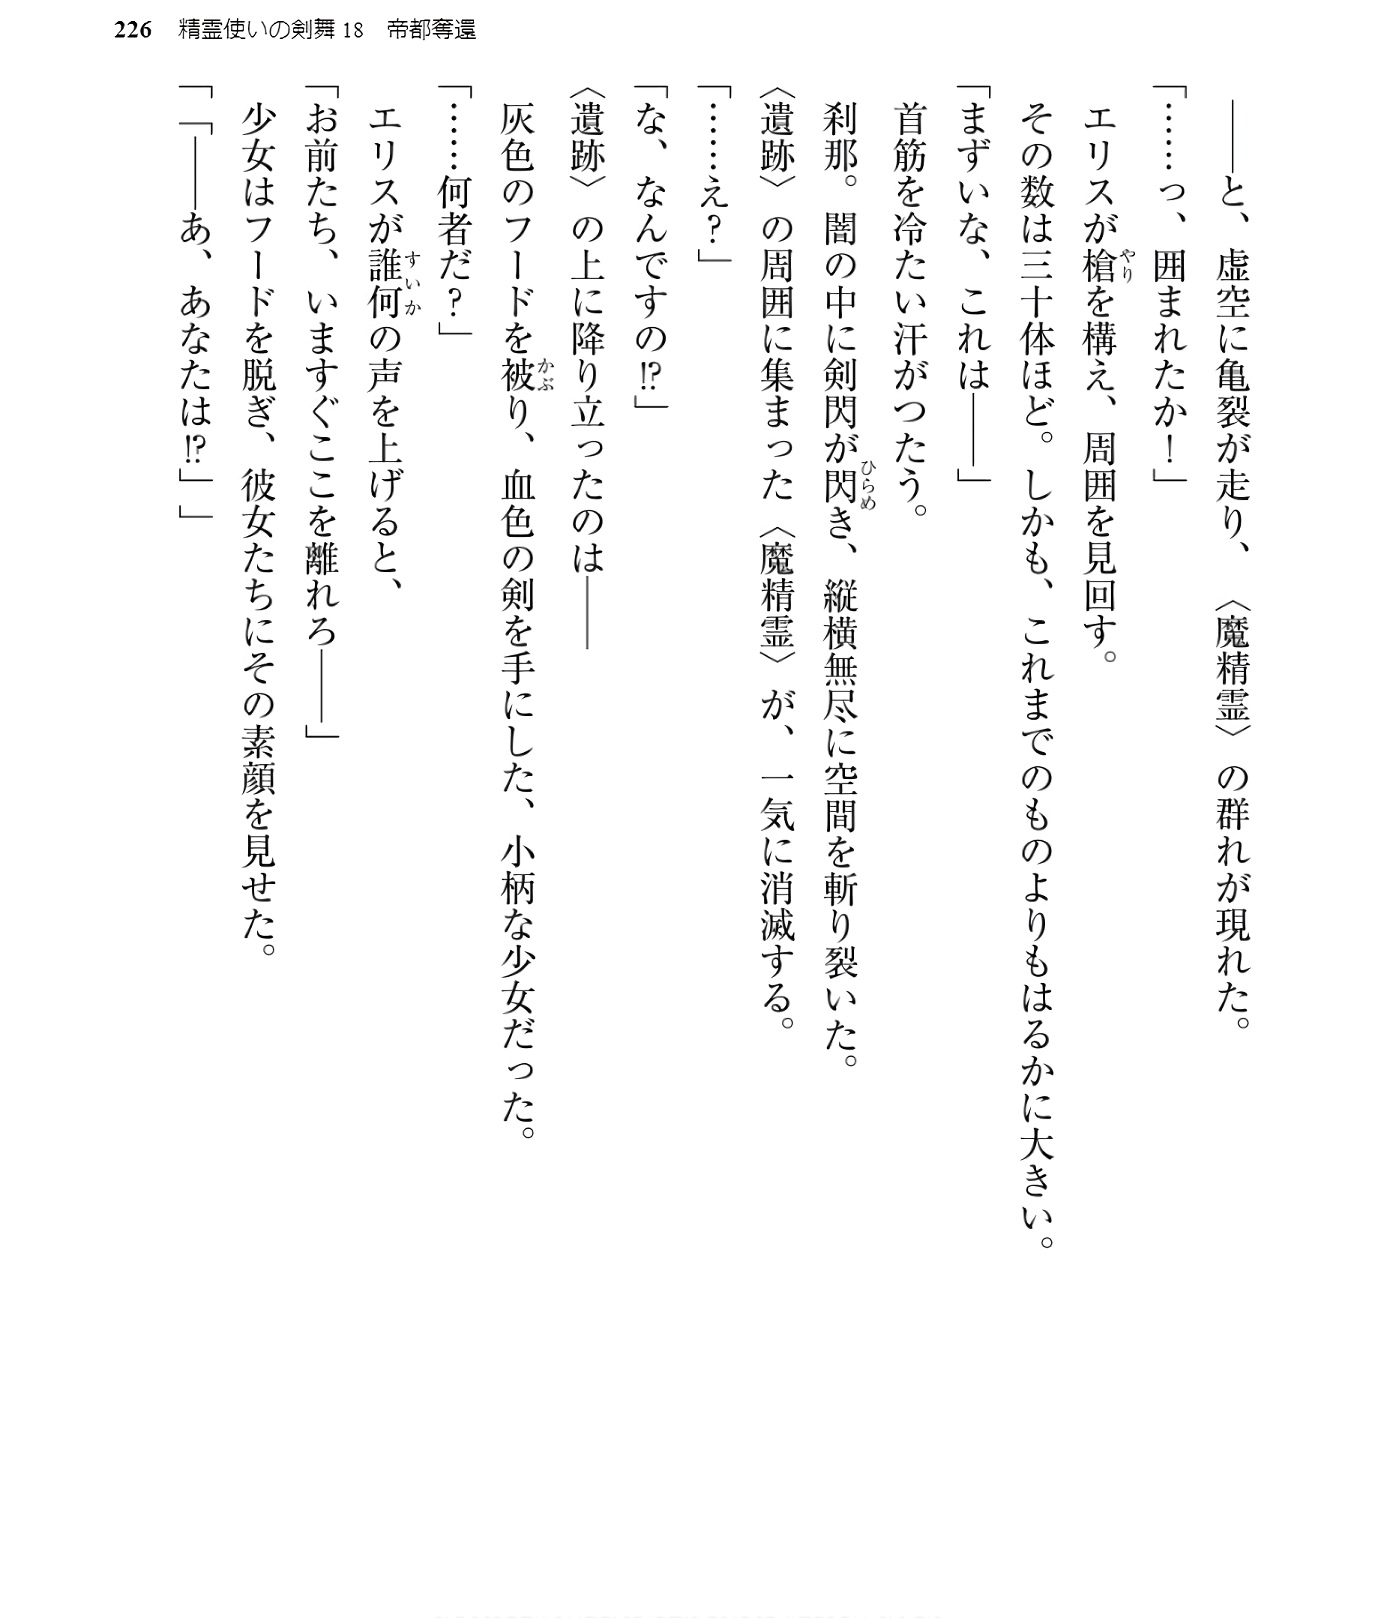 226 精霊使いの剣舞18 帝都奪還
――と、虚空に亀裂が走り、〈魔精霊〉の群れが現れた。
「……っ、囲まれたか！」
エリスが槍を構え、周囲を見回す。
その数は三十体ほど。しかも、これまでのものよりもはるかに大きい。
「まずいな、これは――」
首筋を冷たい汗がつたう。
刹那。闇の中に剣閃が閃き、縦横無尽に空間を斬り裂いた。
〈遺跡〉の周囲に集まった〈魔精霊〉が、一気に消滅する。
「……え？」
「な、なんですの!?」
〈遺跡〉の上に降り立ったのは――
灰色のフードを被り、血色の剣を手にした、小柄な少女だった。
「……何者だ？」
エリスが誰何の声を上げると、
「お前たち、いますぐここを離れろ――」
少女はフードを脱ぎ、彼女たちにその素顔を見せた。
「「――あ、あなたは!?」」